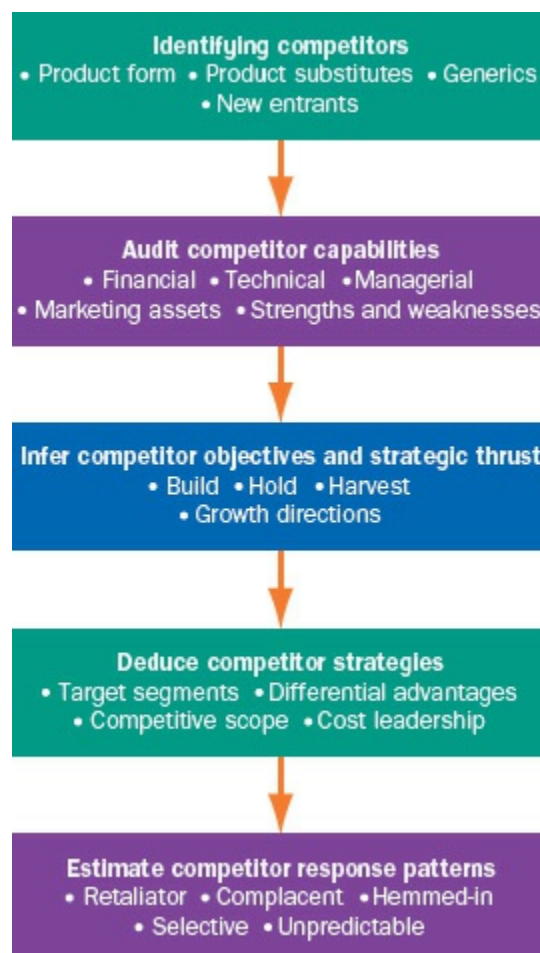 Identifying competitors
• Product form • Product substitutes • Generics
• New entrants
Audit competitor capabilities
• Financial • Technical • Managerial
• Marketing assets • Strengths and weaknesses
Infer competitor objectives and strategic thrust
• Build • Hold • Harvest
• Growth directions
Deduce competitor strategies
• Target segments • Differential advantages
• Competitive scope • Cost leadership
Estimate competitor response patterns
• Retaliator • Complacent • Hemmed-in
• Selective • Unpredictable